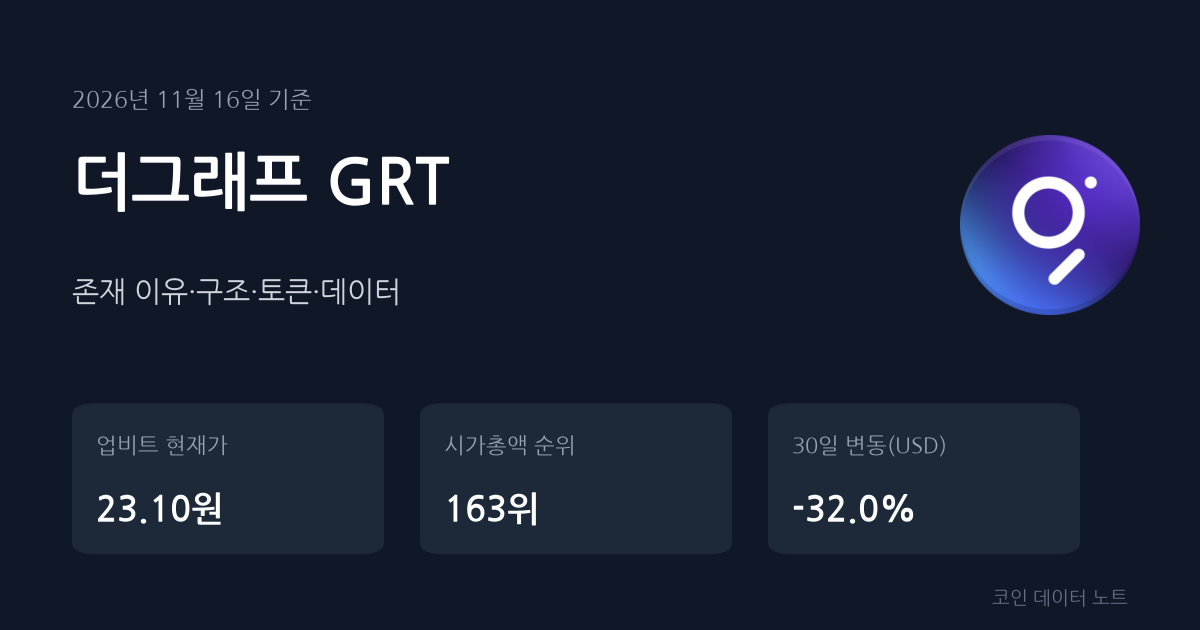 2026년 11월 16일 기준
더그래프 GRT
존재 이유·구조·토큰·데이터
업비트 현재가
23.10원
시가총액 순위
163위
30일 변동(USD)
-32.0%
코인 데이터 노트